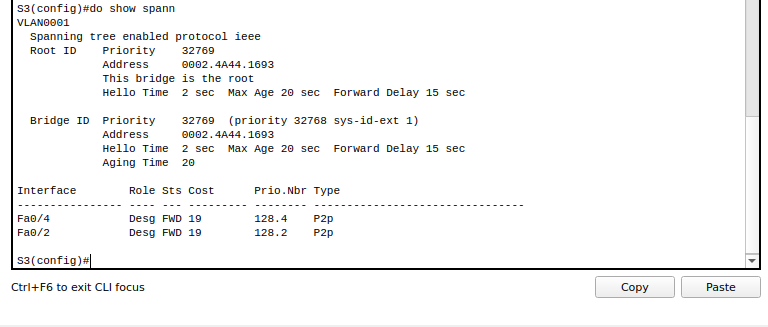 S3(config)#do show spann
VLAN0001
  Spanning tree enabled protocol ieee
  Root ID    Priority    32769
             Address     0002.4A44.1693
             This bridge is the root
             Hello Time  2 sec  Max Age 20 sec  Forward Delay 15 sec

  Bridge ID  Priority    32769  (priority 32768 sys-id-ext 1)
             Address     0002.4A44.1693
             Hello Time  2 sec  Max Age 20 sec  Forward Delay 15 sec
             Aging Time  20

Interface        Role Sts Cost      Prio.Nbr Type
---------------- ---- --- --------- -------- --------------------------------
Fa0/4            Desg FWD 19        128.4    P2p
Fa0/2            Desg FWD 19        128.2    P2p

S3(config)#
Ctrl+F6 to exit CLI focus
Copy
Paste